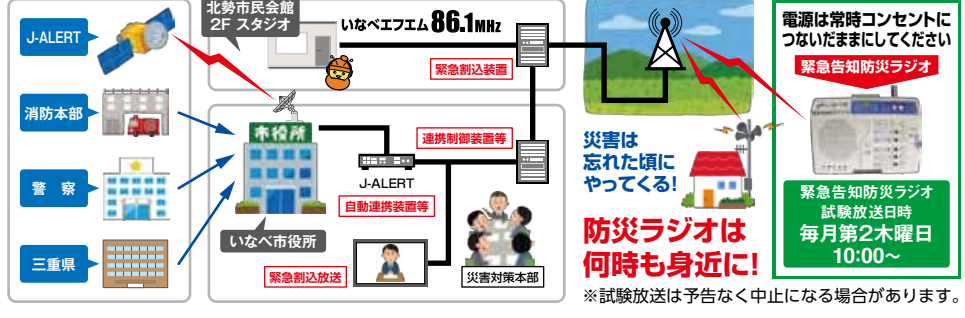 J-ALERT
消防本部
警 察
三重県
北勢市民会館
2F スタジオ
いなべエフエム 86.1MHz
緊急割込装置
市役所
いなべ市役所
連携制御装置等
J-ALERT
自動連携装置等
緊急割込放送
災害対策本部
災害は
忘れた頃に
やってくる!
防災ラジオは
何時も身近に!
電源は常時コンセントに
つないだままにしてください
緊急告知防災ラジオ
緊急告知防災ラジオ
試験放送日時
毎月第2木曜日
10:00~
※試験放送は予告なく中止になる場合があります。